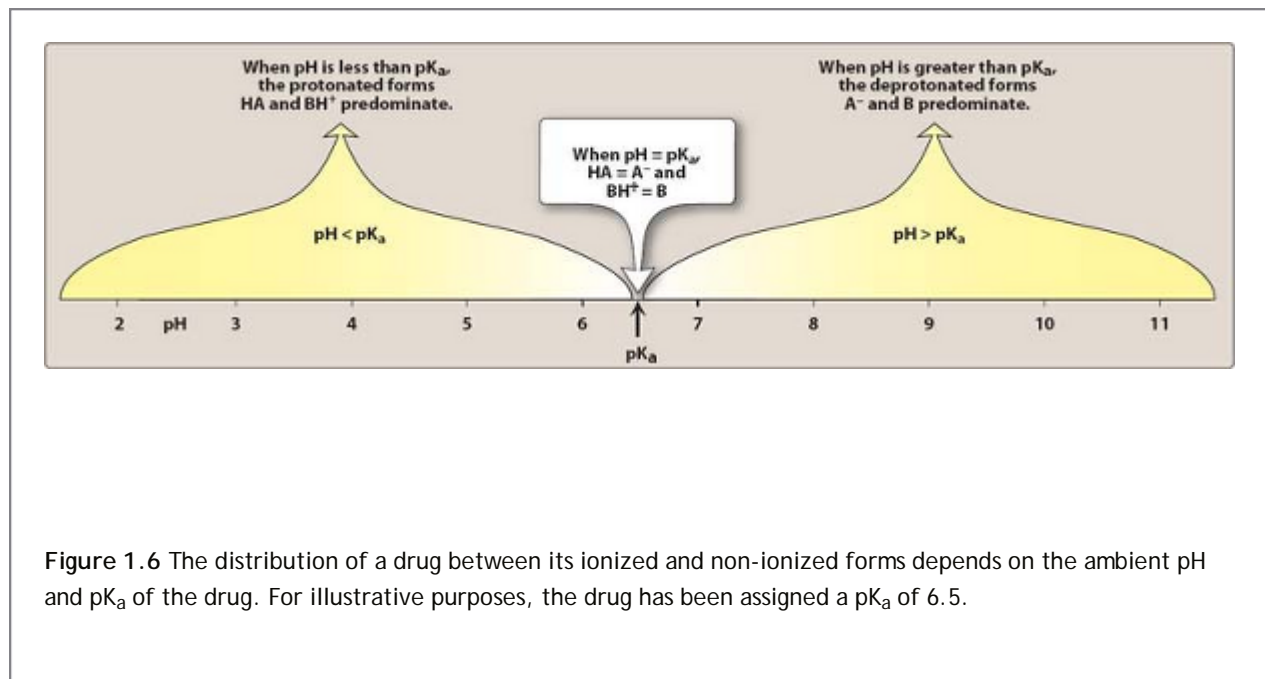 When pH is less than pKa,
the protonated forms
HA and BH⁺ predominate.
When pH is greater than pKa,
the deprotonated forms
A⁻ and B predominate.
When pH = pKa,
HA = A⁻ and
BH⁺ = B
pH < pKa
pH > pKa
2 pH 3 4 5 6 7 8 9 10 11
pKa
Figure 1.6 The distribution of a drug between its ionized and non-ionized forms depends on the ambient pH
and pKa of the drug. For illustrative purposes, the drug has been assigned a pKa of 6.5.